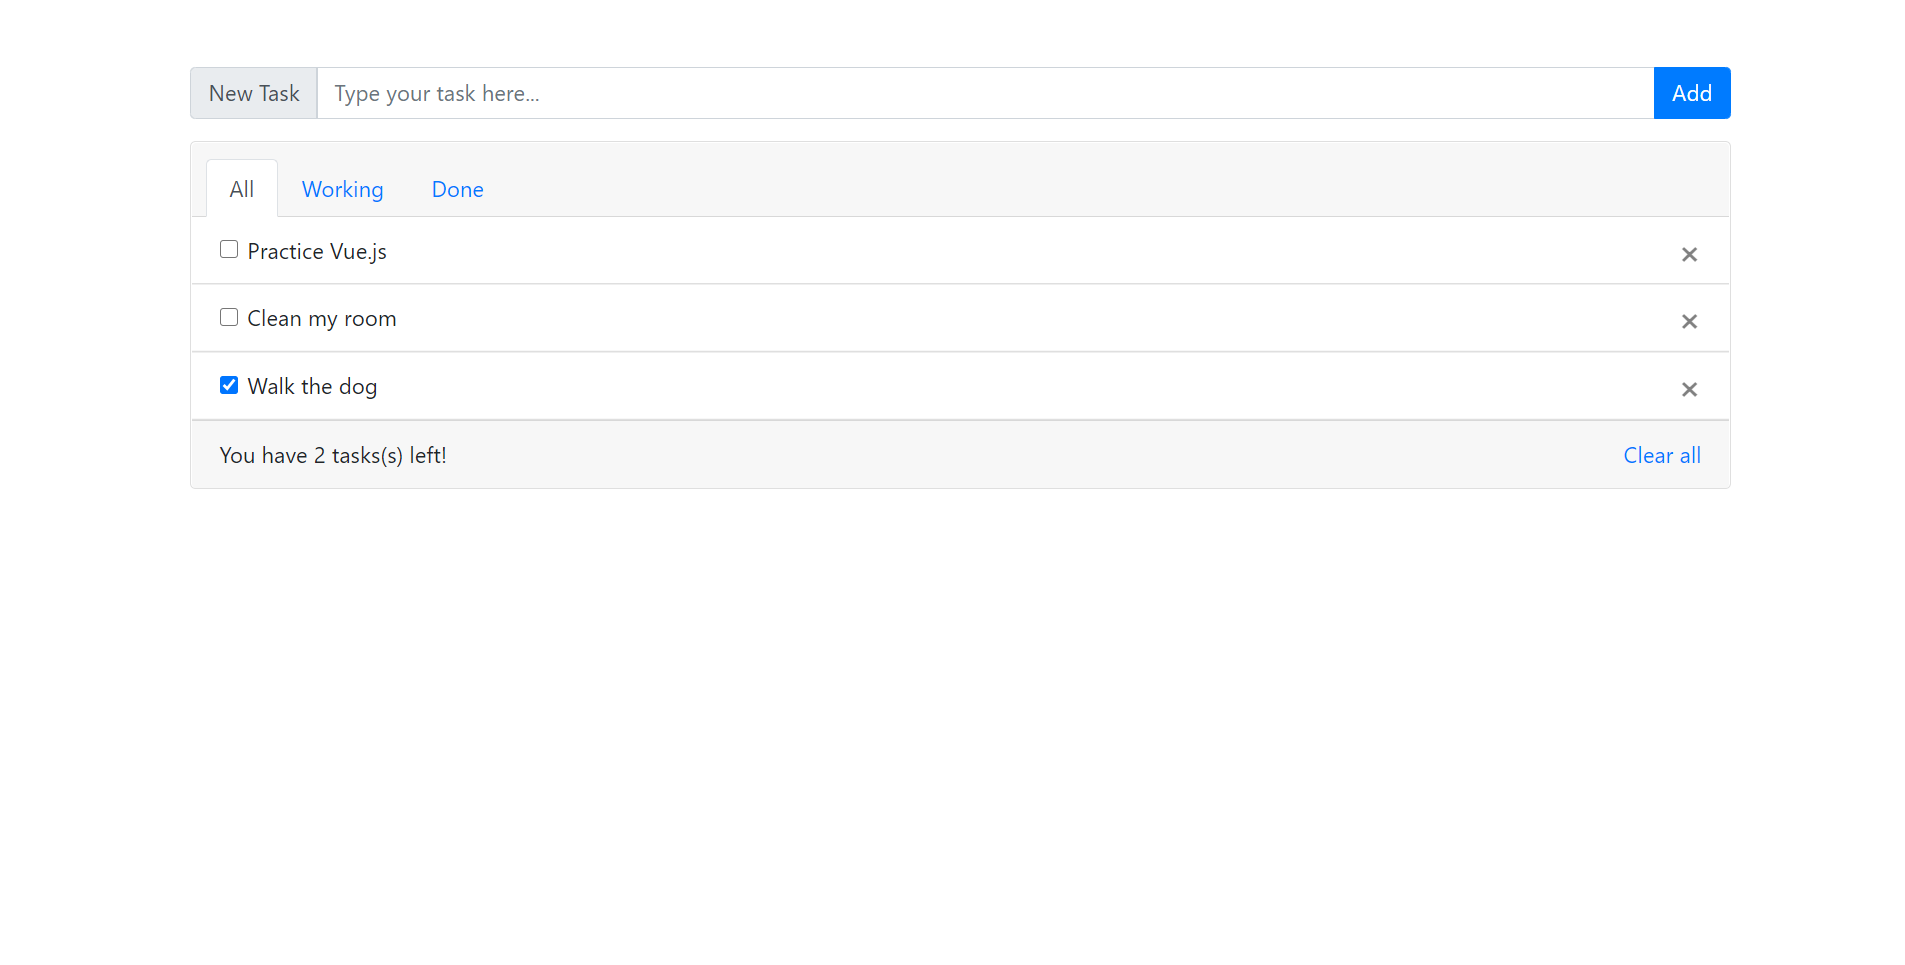 New Task Type your task here... Add
All Working Done
Practice Vue.js
Clean my room
Walk the dog
You have 2 tasks(s) left! Clear all